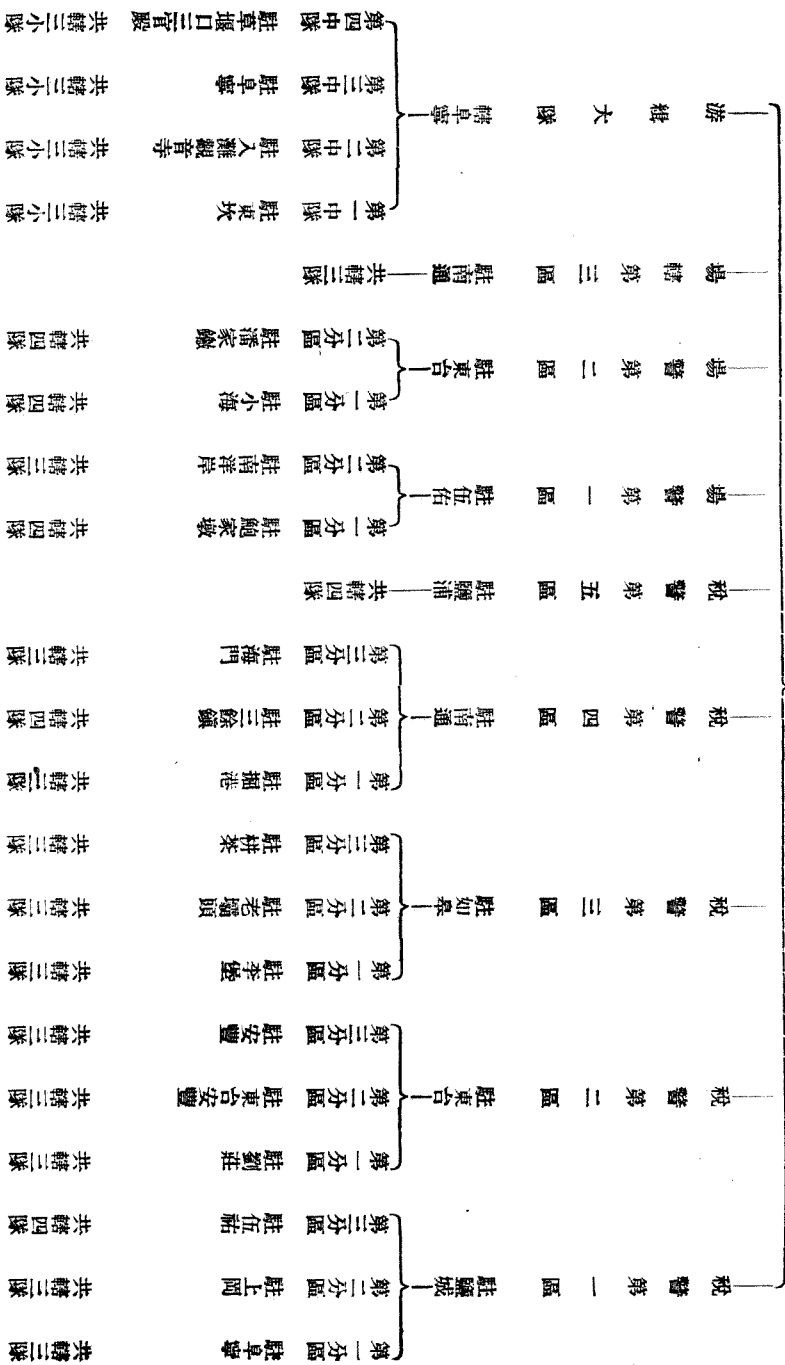 稅警第一區 駐鹽城
第一分區 駐阜寧 共轄三隊
第二分區 駐上岡 共轄三隊
第三分區 駐伍祐 共轄四隊
稅警第二區 駐東台
第一分區 駐劉莊 共轄三隊
第二分區 駐東台安豐 共轄三隊
第三分區 駐安豐 共轄三隊
稅警第三區 駐如皋
第一分區 駐李堡 共轄三隊
第二分區 駐老壩頭 共轄三隊
第三分區 駐栟茶 共轄三隊
稅警第四區 駐南通
第一分區 駐掘港 共轄三隊
第二分區 駐三餘鎮 共轄四隊
第三分區 駐海門 共轄三隊
稅警第五區 駐鹽浦 共轄四隊
場警第一區 駐伍佑
第一分區 駐鮑家墩 共轄四隊
第二分區 駐南洋岸 共轄三隊
場警第二區 駐東台
第一分區 駐小海 共轄四隊
第二分區 駐潘家 共轄四隊
場轄第三區 駐南通 共轄三隊
游緝大隊 轄阜寧
第一中隊 駐東坎 共轄三小隊
第二中隊 駐入灘觀音寺 共轄三小隊
第三中隊 駐阜寧 共轄三小隊
第四中隊 駐草堰口三官殿 共轄三小隊